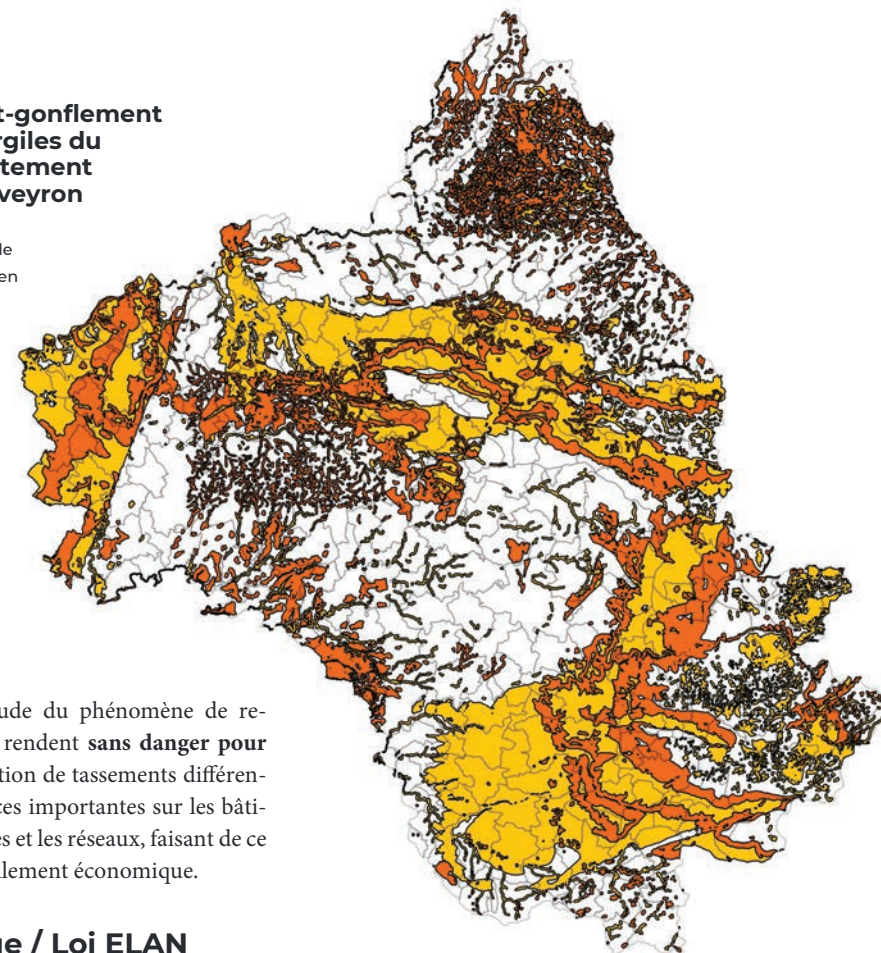 t-gonflement
rgiles du
tement
veyron
le
en
ude du phénomène de re-
rendent sans danger pour
tion de tassements différen-
ces importantes sur les bâti-
es et les réseaux, faisant de ce
llement économique.
ue / Loi ELAN